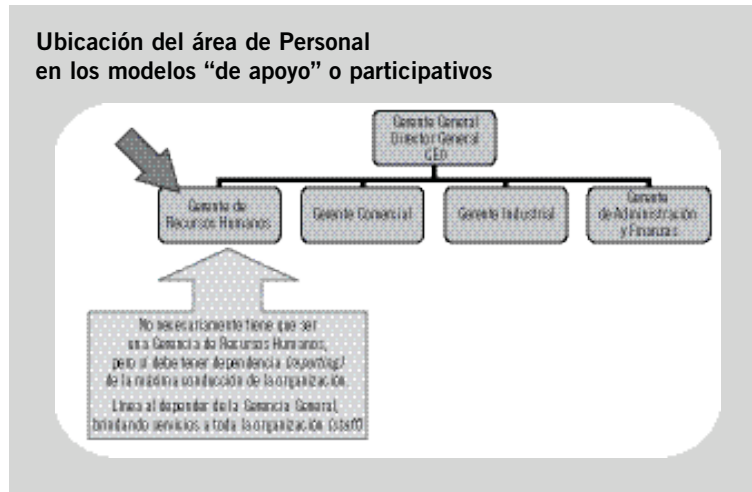 Ubicación del área de Personal
en los modelos “de apoyo” o participativos
Gerente General
Director General
CEO
Gerente de
Recursos Humanos
Gerente Comercial
Gerente Industrial
Gerente
de Administración
y Finanzas
No necesariamente tiene que ser
una Gerencia de Recursos Humanos,
pero sí debe tener dependencia (reporting)
de la máxima conducción de la organización.
Línea al depender de la Gerencia General,
brindando servicios a toda la organización (staff)